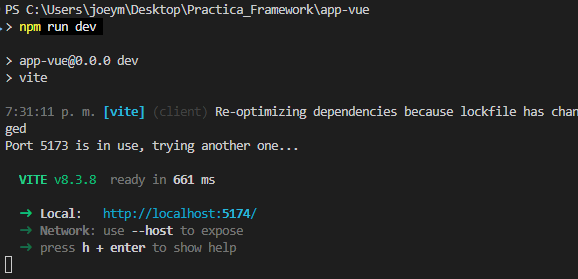 PS C:\Users\joeym\Desktop\Practica_Framework\app-vue
> npm run dev
> app-vue@0.0.0 dev
> vite
7:31:11 p. m. [vite] (client) Re-optimizing dependencies because lockfile has chan
ged
Port 5173 is in use, trying another one...
VITE v8.3.8 ready in 661 ms
➜ Local: http://localhost:5174/
➜ Network: use --host to expose
➜ press h + enter to show help